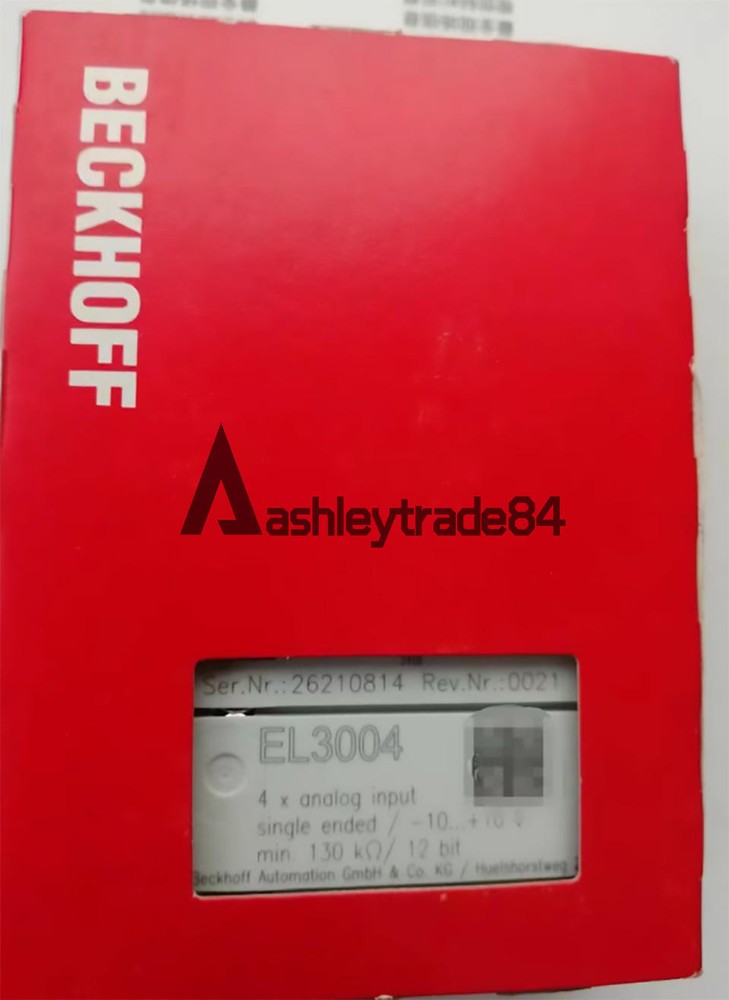 BECKHOFF
aashleytrade84
Ser.Nr.:26210814 Rev.Nr.:0021
EL3004
4 x analog input
single ended / -10...+10 V
min. 130 kΩ/ 12 bit
Beckhoff Automation GmbH & Co. KG / Huelshorstweg